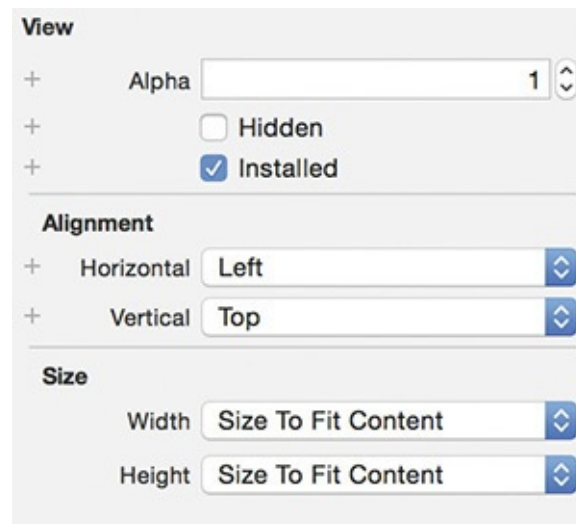 View
+ Alpha 1
+ Hidden
+ Installed
Alignment
+ Horizontal Left
+ Vertical Top
Size
Width Size To Fit Content
Height Size To Fit Content